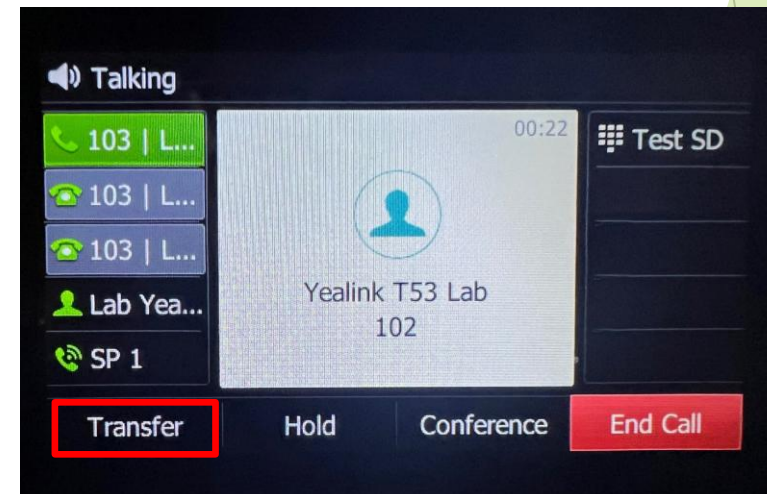 Talking
103 | L...
103 | L...
103 | L...
Lab Yea...
SP 1
00:22
Yealink T53 Lab
102
Test SD
Transfer
Hold
Conference
End Call